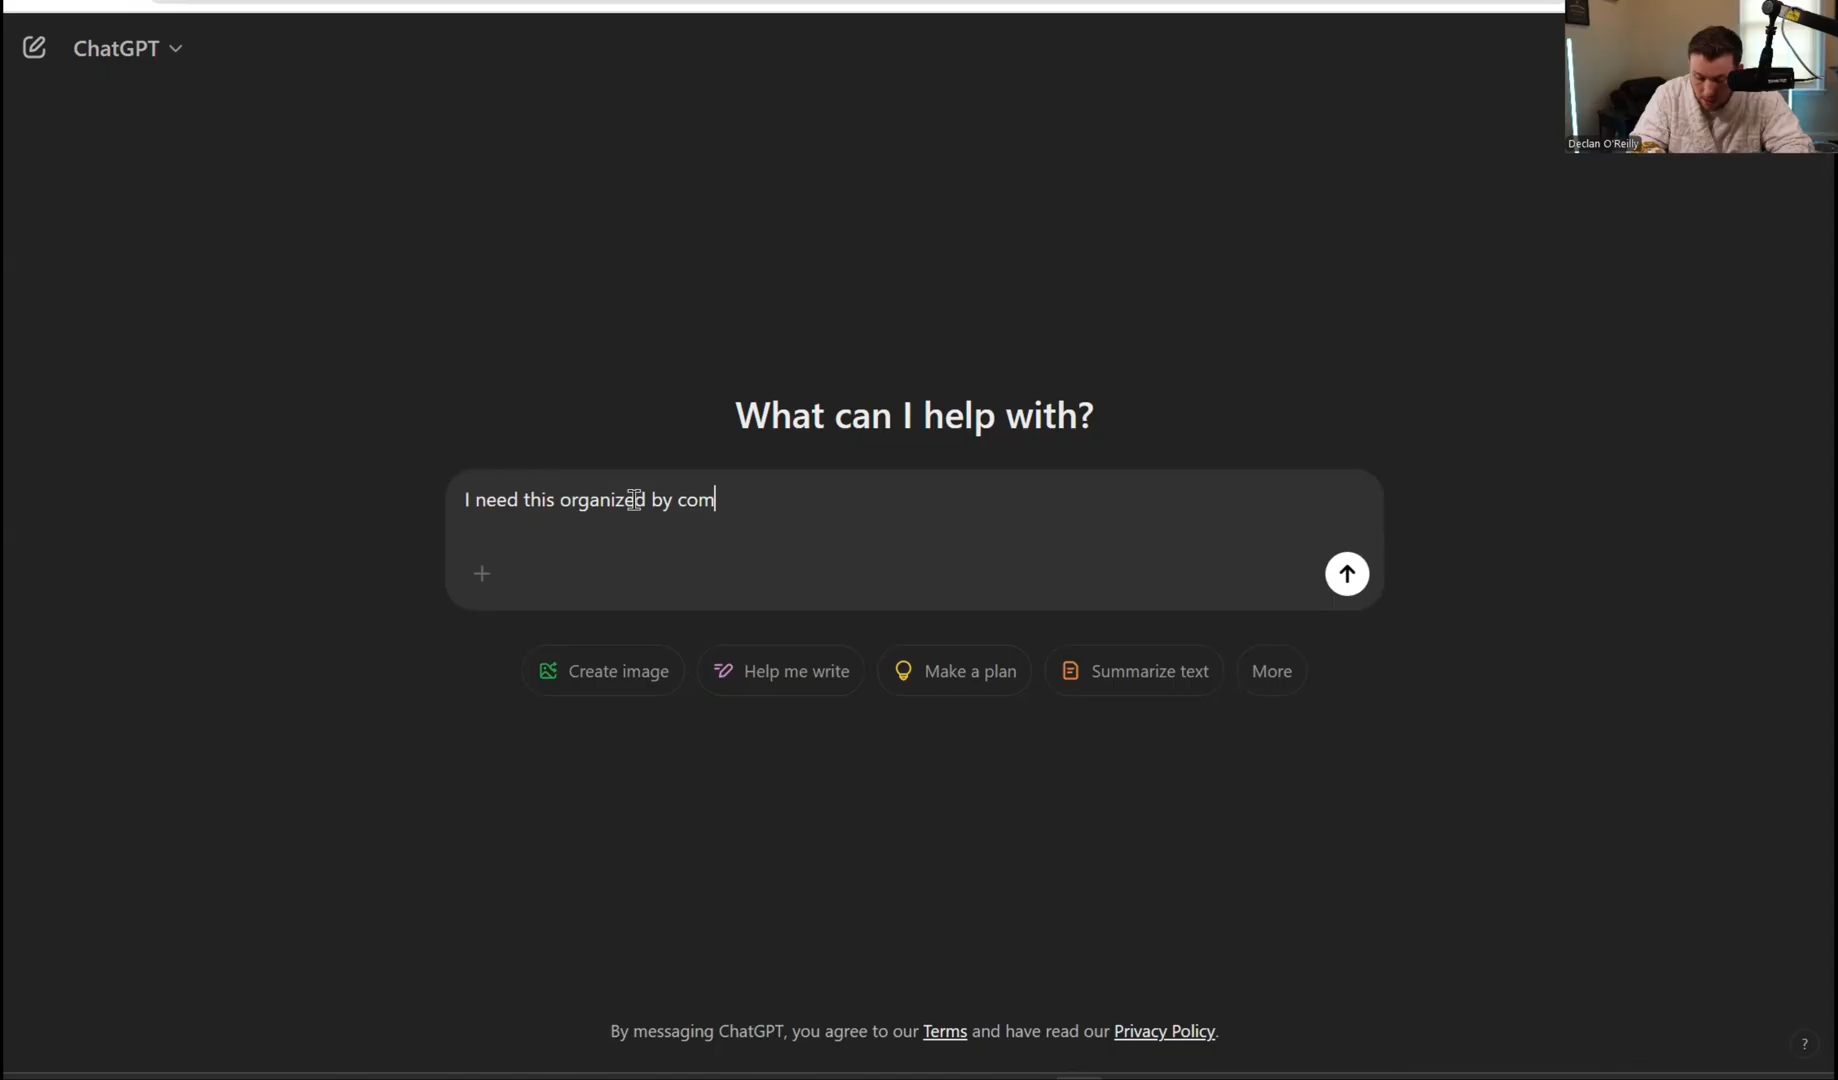 ChatGPT
Declan O'Reilly
What can I help with?
I need this organized by com
Create image
Help me write
Make a plan
Summarize text
More
By messaging ChatGPT, you agree to our Terms and have read our Privacy Policy.
?